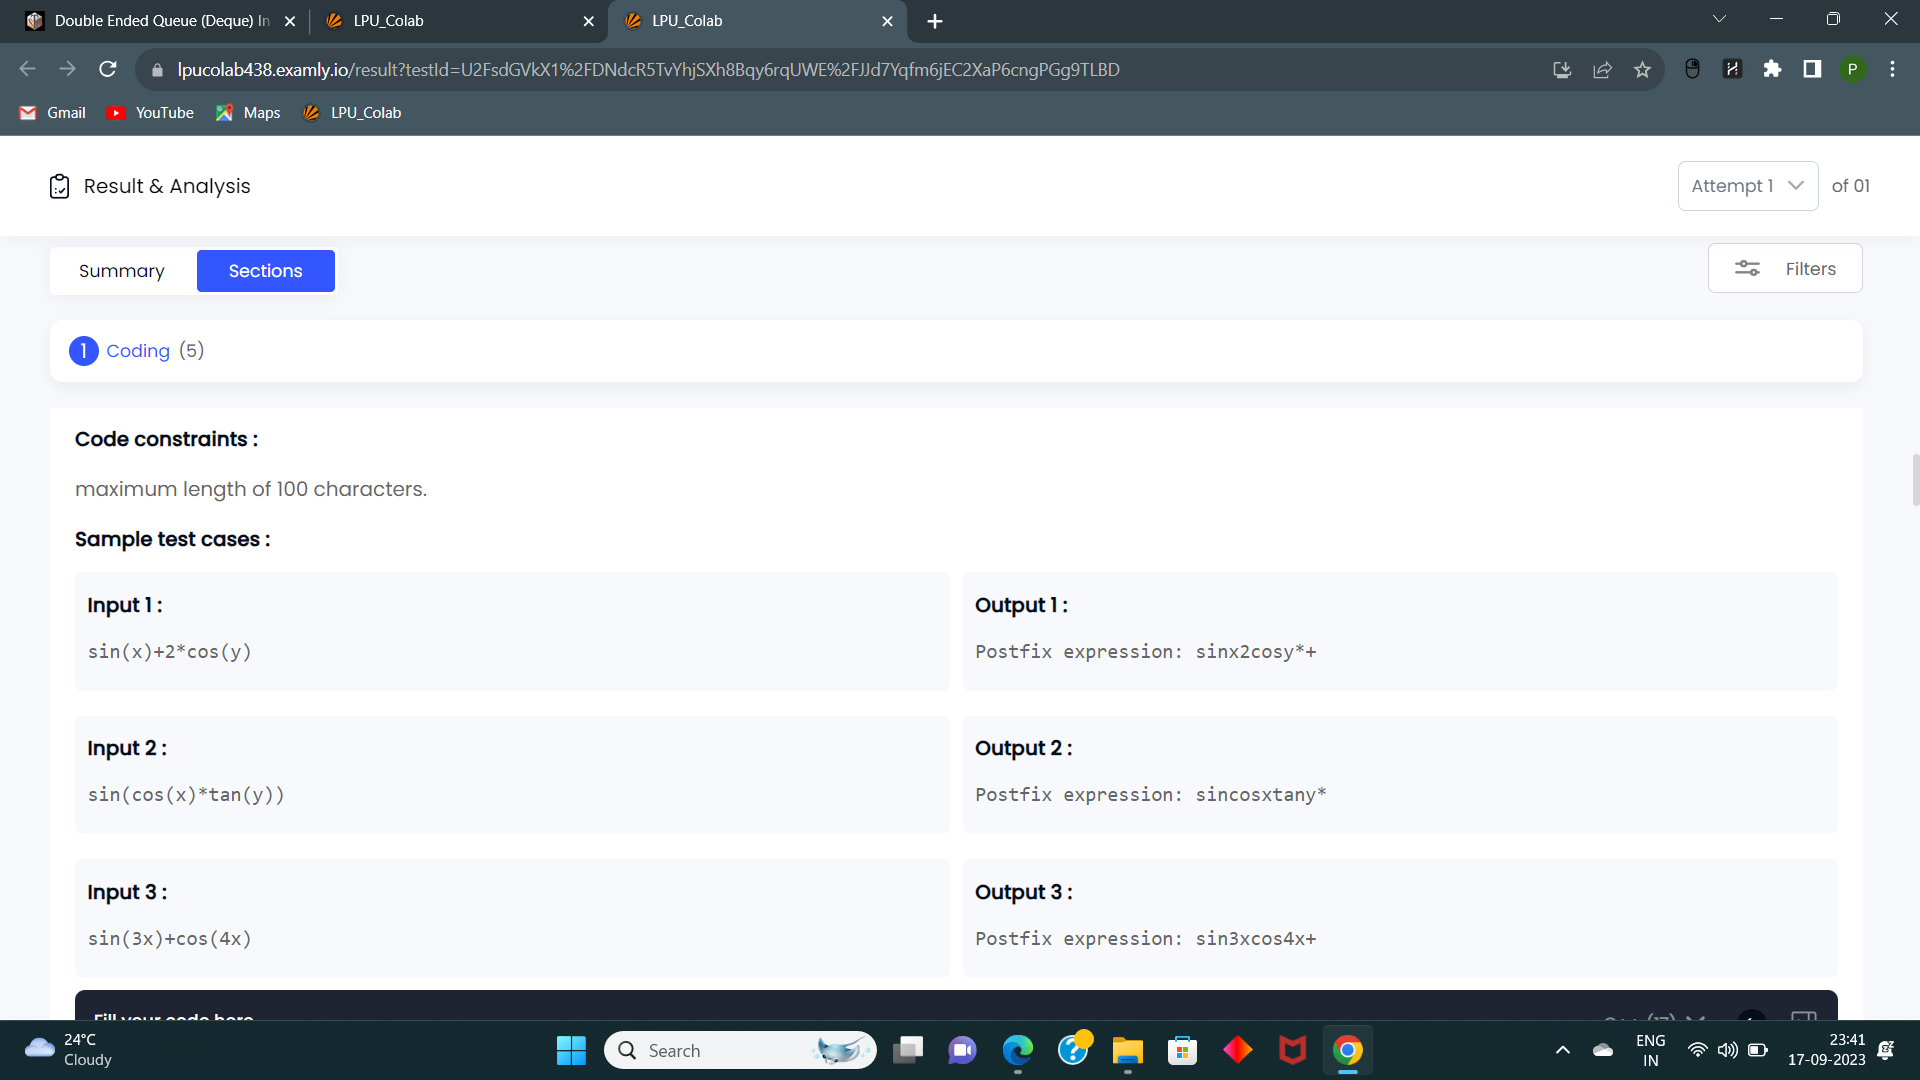 Double Ended Queue (Deque) In
LPU_Colab
LPU_Colab
lpucolab438.examly.io/result?testId=U2FsdGVkX1%2FDNdcR5TvYhjSXh8Bqy6rqUWE%2FJJd7Yqfm6jEC2XaP6cngPGg9TLBD
P
Gmail
YouTube
Maps
LPU_Colab
Result & Analysis
Attempt 1
of 01
Summary
Sections
Filters
1 Coding (5)
Code constraints :
maximum length of 100 characters.
Sample test cases :
Input 1 :
sin(x)+2*cos(y)
Output 1 :
Postfix expression: sinx2cosy*+
Input 2 :
sin(cos(x)*tan(y))
Output 2 :
Postfix expression: sincosxtany*
Input 3 :
sin(3x)+cos(4x)
Output 3 :
Postfix expression: sin3xcos4x+
Fill your code here
24°C
Cloudy
Search
ENG
IN
23:41
17-09-2023